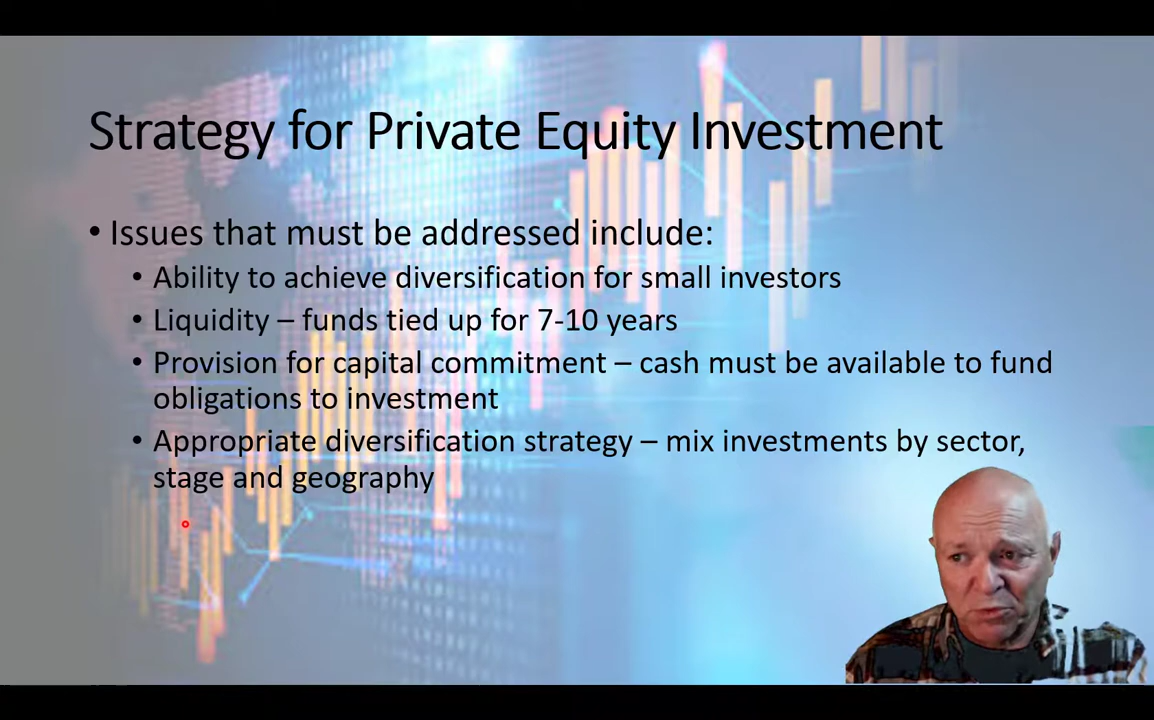 Strategy for Private Equity Investment
• Issues that must be addressed include:
• Ability to achieve diversification for small investors
• Liquidity – funds tied up for 7-10 years
• Provision for capital commitment – cash must be available to fund
obligations to investment
• Appropriate diversification strategy – mix investments by sector,
stage and geography